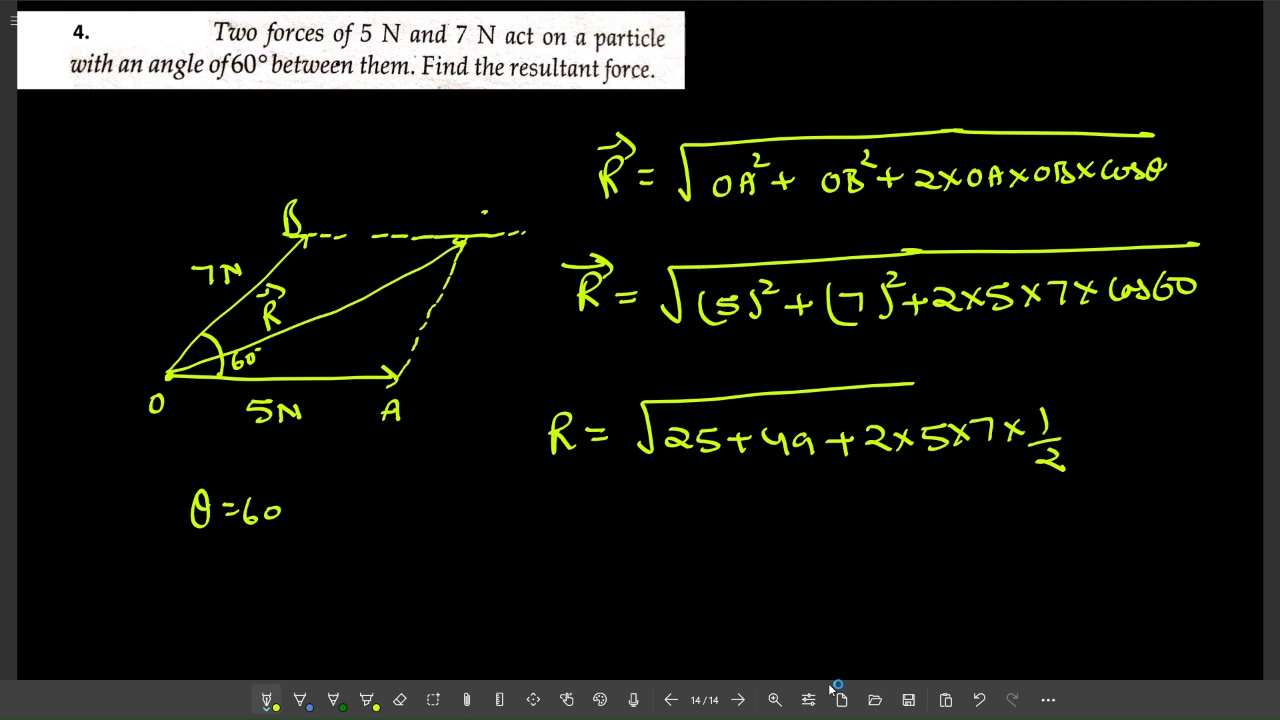 4. Two forces of 5 N and 7 N act on a particle
with an angle of 60° between them. Find the resultant force.
R⃗ = √OA² + OB² + 2×OA×OB×cosθ
B
7N
R⃗
60°
O
5N
A
R⃗ = √(5)² + (7)² + 2×5×7×cos60
R = √25+49+2×5×7×1/2
θ=60
14/14